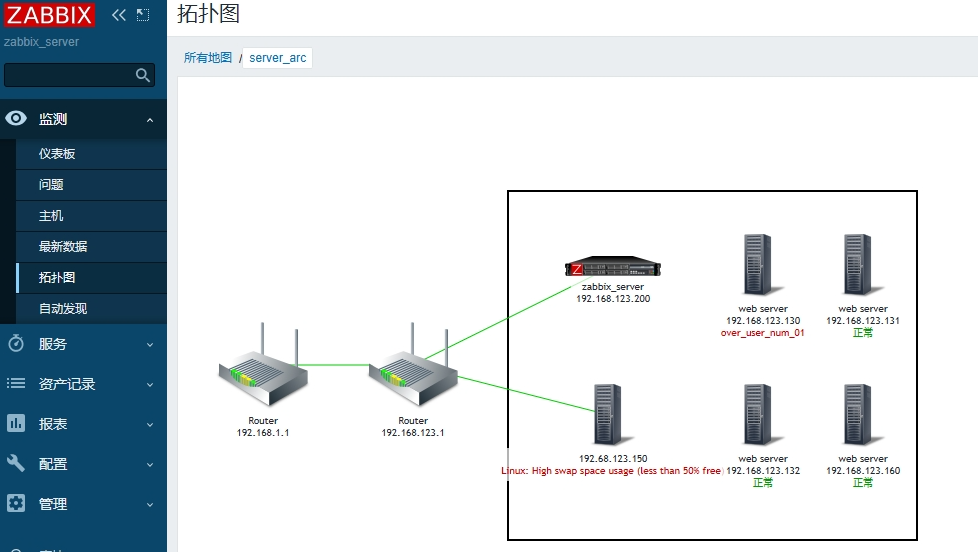 ZABBIX
zabbix_server
监测
仪表板
问题
主机
最新数据
拓扑图
自动发现
服务
资产记录
报表
配置
管理
拓扑图
所有地图 / server_arc
zabbix_server
192.168.123.200
web server
192.168.123.130
over_user_num_01
web server
192.168.123.131
正常
Router
192.168.1.1
Router
192.168.123.1
192.68.123.150
Linux: High swap space usage (less than 50% free)
web server
192.168.123.132
正常
web server
192.168.123.160
正常